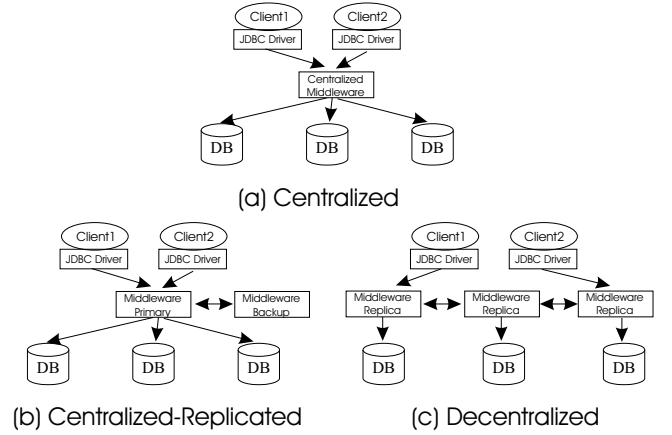 Client1 Client2
JDBC Driver JDBC Driver
Centralized
Middleware
DB DB DB
(a) Centralized
Client1 Client2 Client1 Client2
JDBC Driver JDBC Driver JDBC Driver JDBC Driver
Middleware Middleware Middleware Middleware Middleware
Primary Backup Replica Replica Replica
DB DB DB DB DB DB
(b) Centralized-Replicated (c) Decentralized